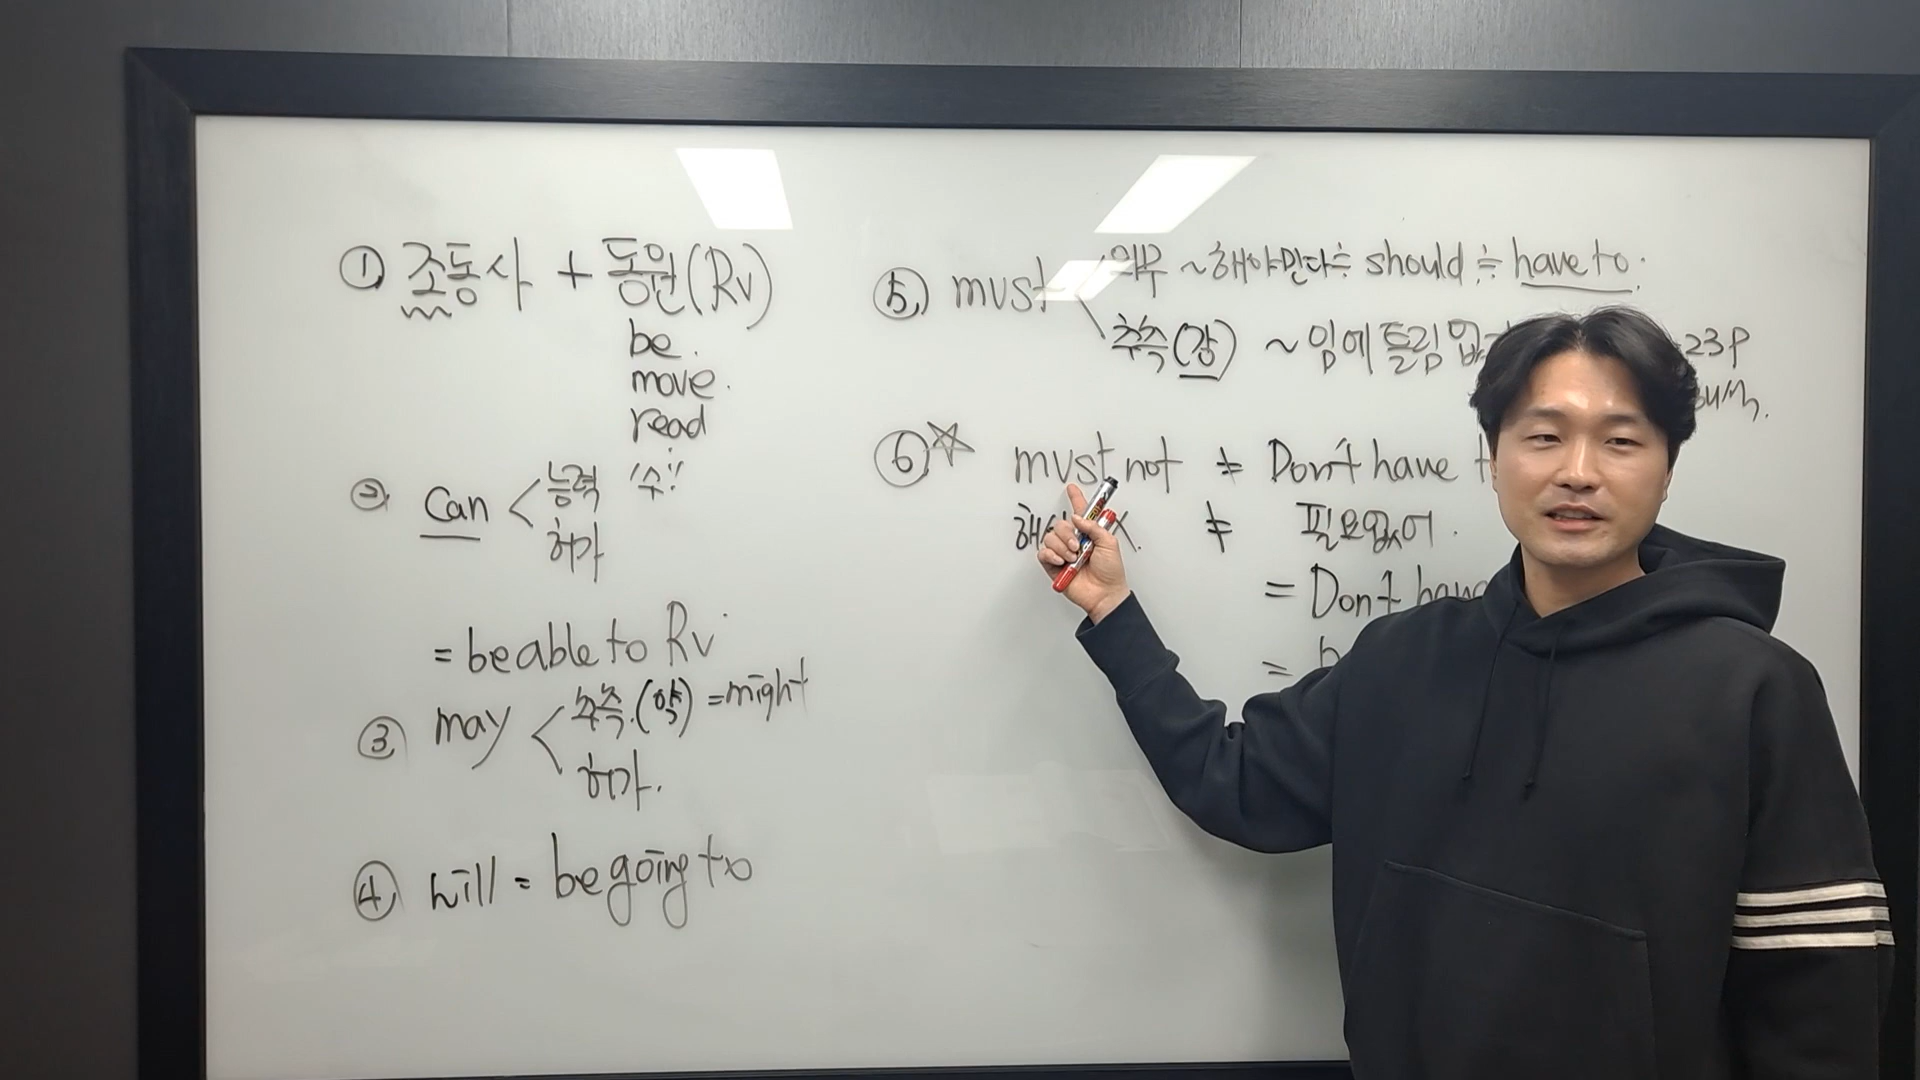 ① 조동사 + 동원(Rv)
be.
move.
read
② can < 능력 '수'!
허가
= be able to Rv
③ may < 추측.(약) = might
허가.
④ will = be going to
⑤ must < 의무 ~해야만다 ≒ should ≒ have to.
추측(강) ~임에 틀림없
23p
⑥☆ must not ≠ Don't have t
해 X. ≠ 필요없어.
= Don't have
=